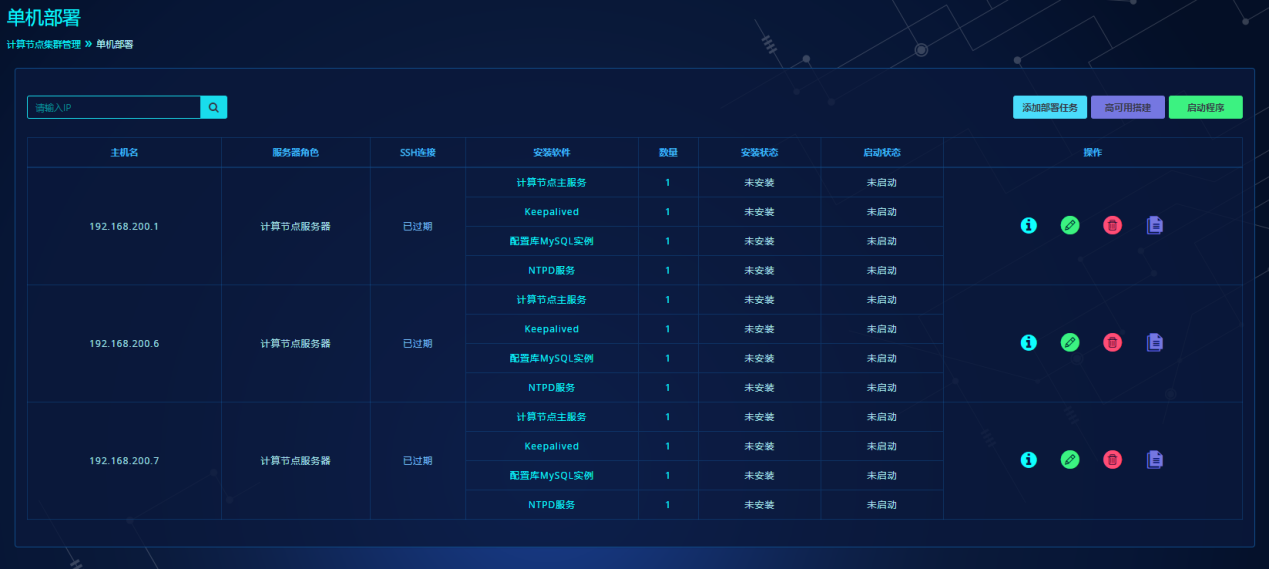 单机部署
计算节点集群管理 » 单机部署
请输入IP
添加部署任务 高可用搭建 启动程序
主机名 服务器角色 SSH连接 安装软件 数量 安装状态 启动状态 操作
计算节点主服务 1 未安装 未启动
Keepalived 1 未安装 未启动
192.168.200.1 计算节点服务器 已过期
配置库MySQL实例 1 未安装 未启动
NTPD服务 1 未安装 未启动
计算节点主服务 1 未安装 未启动
Keepalived 1 未安装 未启动
192.168.200.6 计算节点服务器 已过期
配置库MySQL实例 1 未安装 未启动
NTPD服务 1 未安装 未启动
计算节点主服务 1 未安装 未启动
Keepalived 1 未安装 未启动
192.168.200.7 计算节点服务器 已过期
配置库MySQL实例 1 未安装 未启动
NTPD服务 1 未安装 未启动